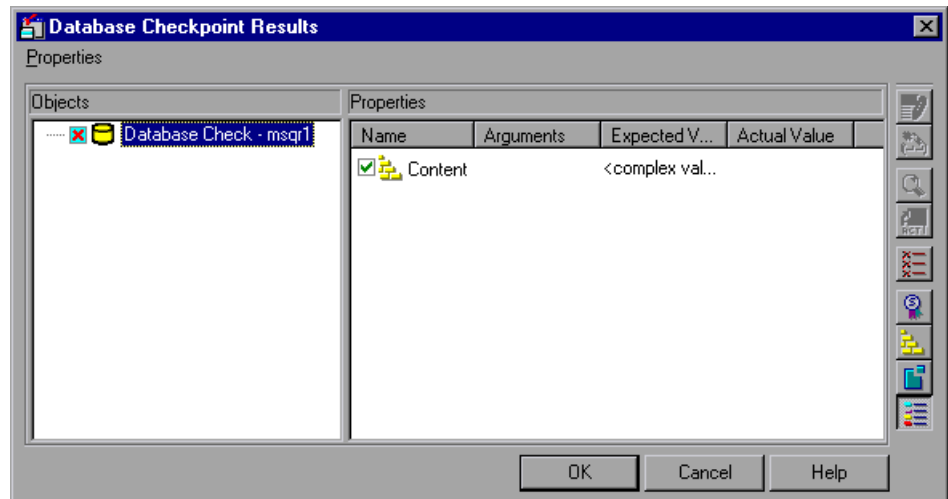 Database Checkpoint Results
Properties
Objects
Properties
Database Check - msqr1
Name Arguments Expected V... Actual Value
Content <complex val...
ACT
OK Cancel Help